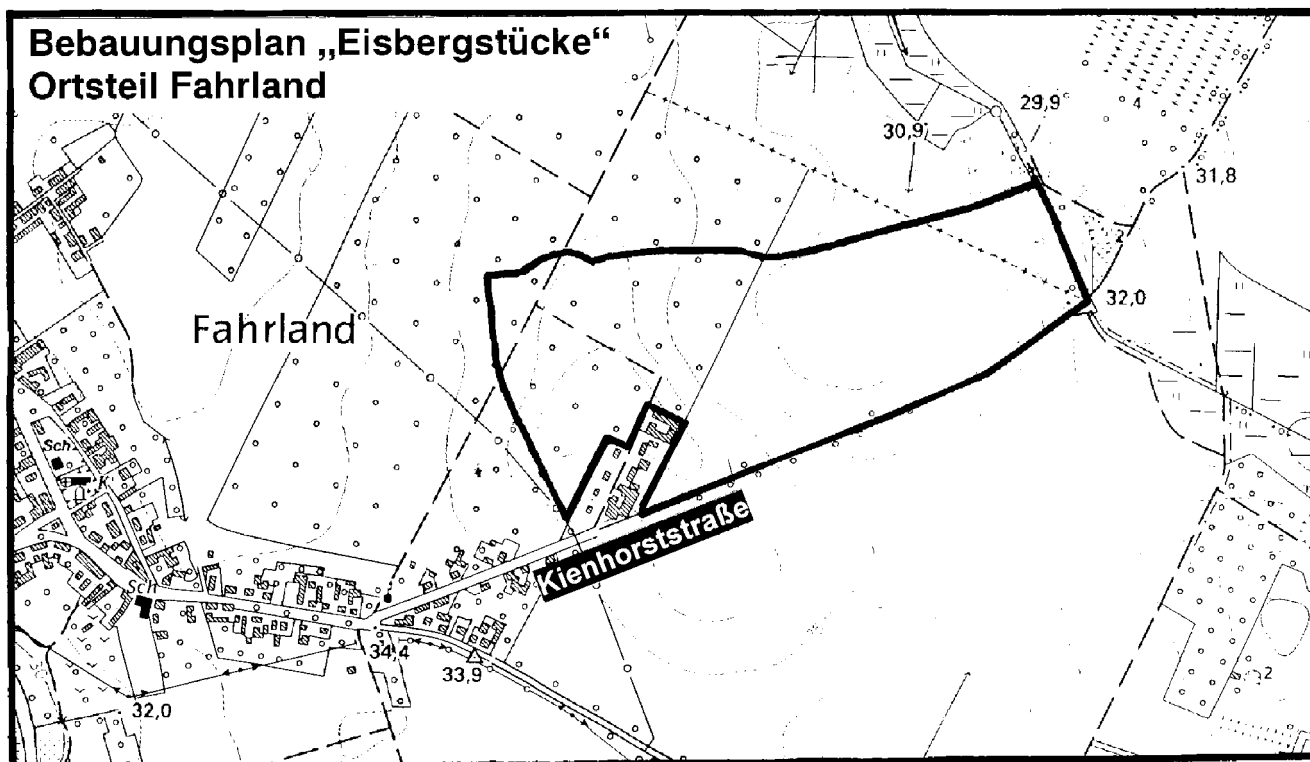 Bebauungsplan „Eisbergstücke“
Ortsteil Fahrland
29,9
4
30,9
31,8
2
32,0
Fahrland
Sch
K
Kienhorststraße
Sch
34,4
33,9
32,0
2